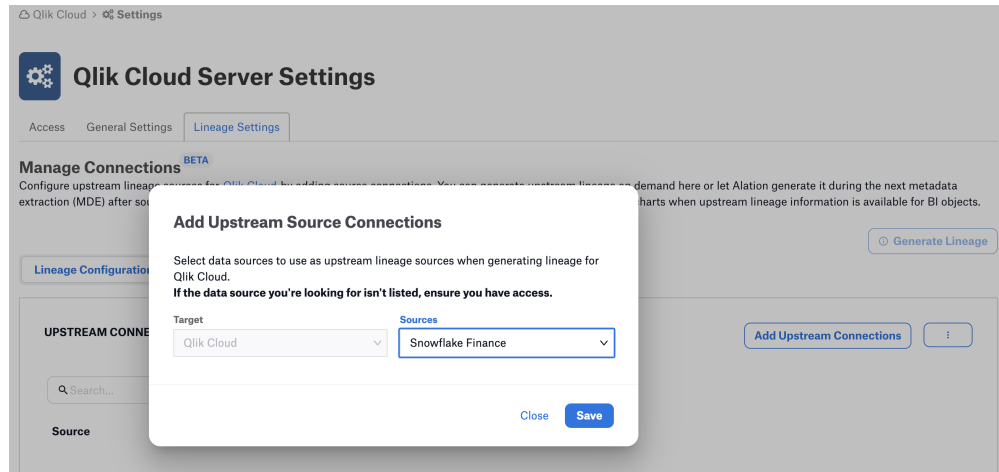 Qlik Cloud > Settings
Qlik Cloud Server Settings
Access General Settings Lineage Settings
Manage Connections BETA
Configure upstream lineage sources for Qlik Cloud by adding source connections. You can generate upstream lineage on demand here or let Alation generate it during the next metadata
extraction (MDE) after sou harts when upstream lineage information is available for BI objects.
Generate Lineage
Lineage Configuration
UPSTREAM CONNE
Add Upstream Connections
Search...
Source
Add Upstream Source Connections
Select data sources to use as upstream lineage sources when generating lineage for
Qlik Cloud.
If the data source you're looking for isn't listed, ensure you have access.
Target Sources
Qlik Cloud Snowflake Finance
Close Save